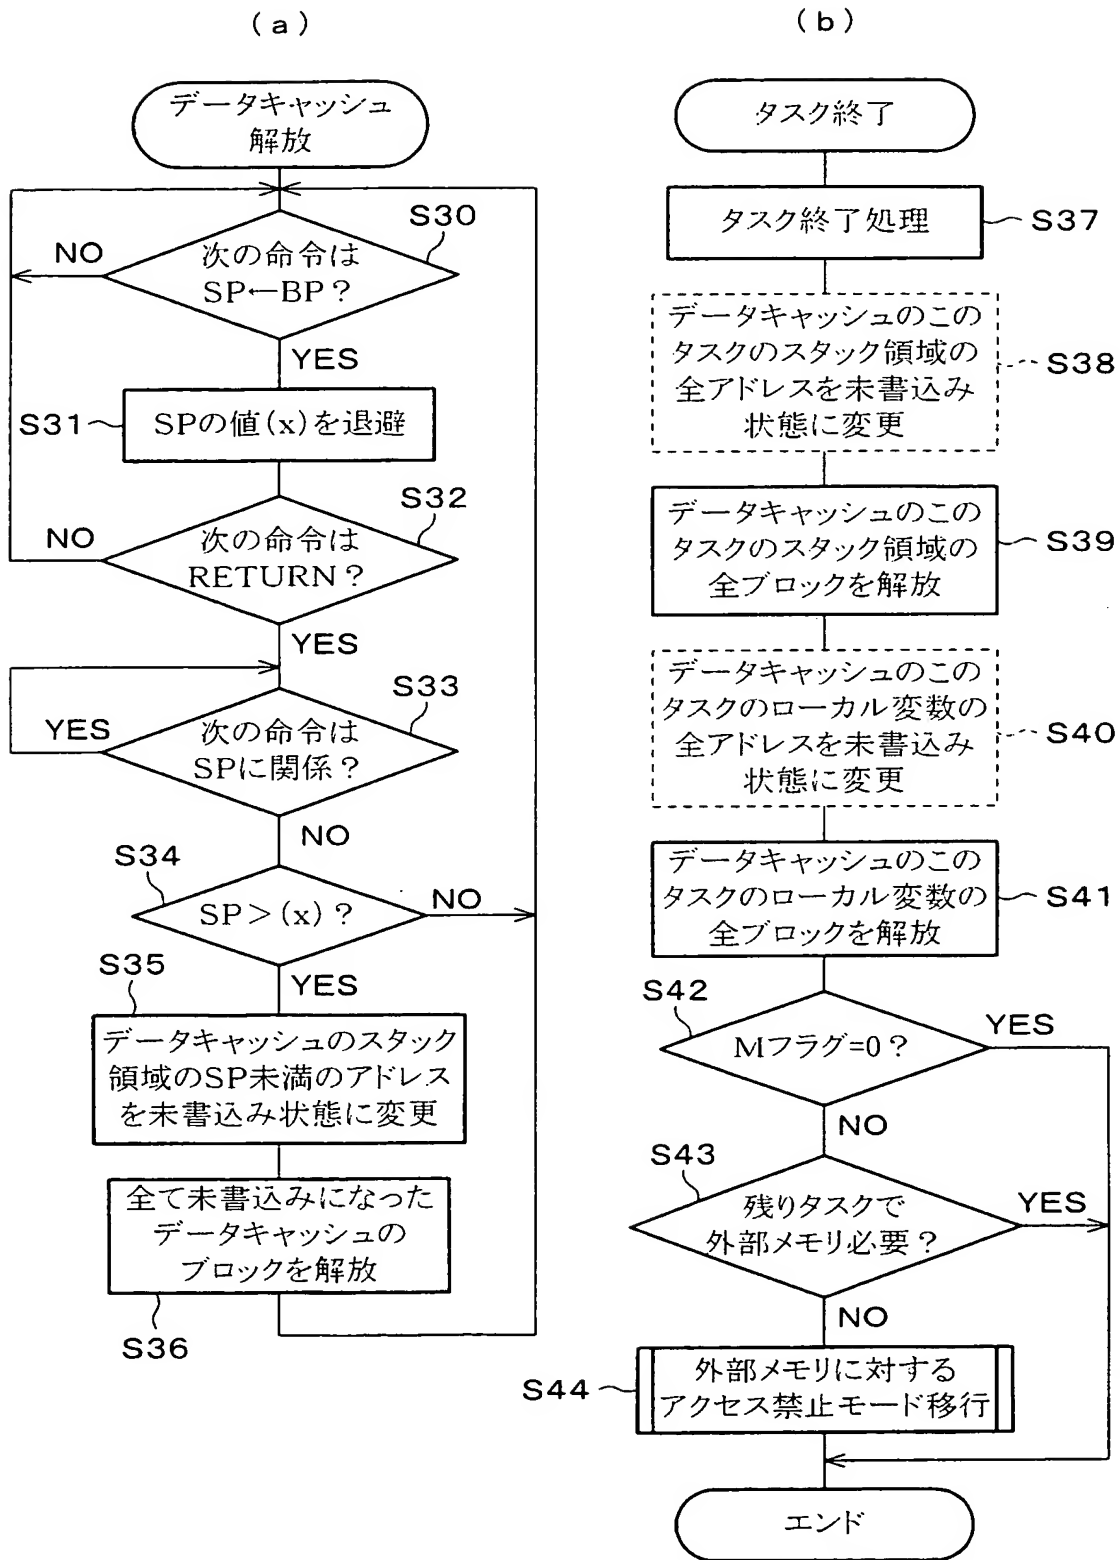 (a)
データキャッシュ
解放
S30
NO
次の命令は
SP←BP?
YES
S31
SPの値(x)を退避
S32
NO
次の命令は
RETURN?
YES
S33
YES
次の命令は
SPに関係?
NO
S34
SP>(x)?
NO
S35
YES
データキャッシュのスタック
領域のSP未満のアドレス
を未書込み状態に変更
全て未書込みになった
データキャッシュの
ブロックを解放
S36
(b)
タスク終了
タスク終了処理
S37
データキャッシュのこの
タスクのスタック領域の
全アドレスを未書込み
状態に変更
S38
データキャッシュのこの
タスクのスタック領域の
全ブロックを解放
S39
データキャッシュのこの
タスクのローカル変数の
全アドレスを未書込み
状態に変更
S40
データキャッシュのこの
タスクのローカル変数の
全ブロックを解放
S41
S42
YES
Mフラグ=0?
NO
S43
YES
残りタスクで
外部メモリ必要?
NO
S44
外部メモリに対する
アクセス禁止モード移行
エンド